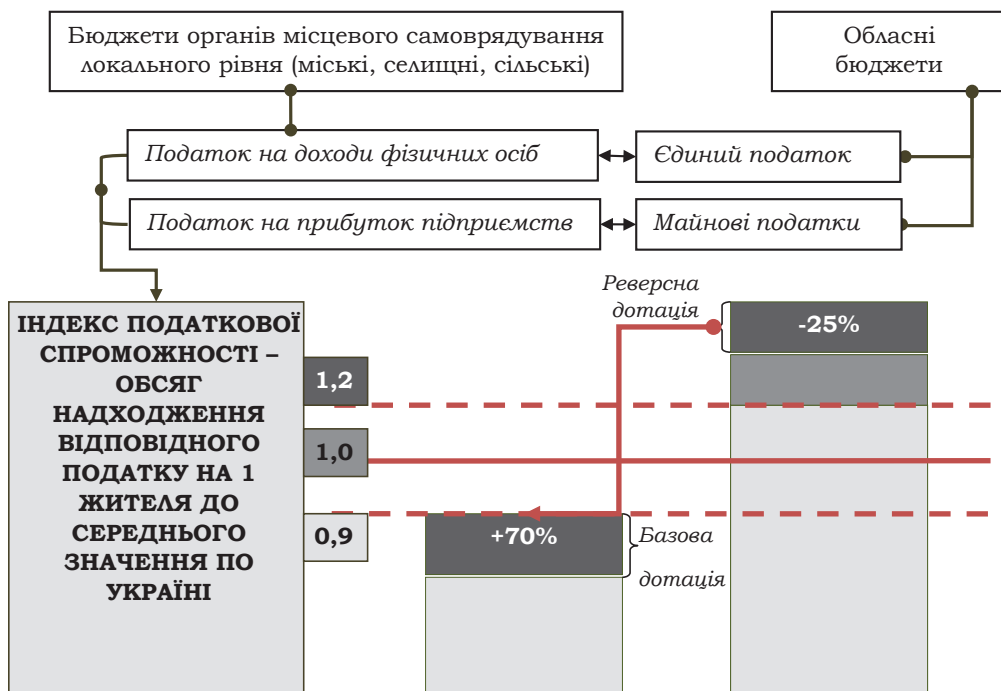 Бюджети органів місцевого самоврядування
локального рівня (міські, селищні, сільські)
Обласні
бюджети
Податок на доходи фізичних осіб
Єдиний податок
Податок на прибуток підприємств
Майнові податки
Реверсна
дотація
-25%
ІНДЕКС ПОДАТКОВОЇ
СПРОМОЖНОСТІ –
ОБСЯГ
НАДХОДЖЕННЯ
ВІДПОВІДНОГО
ПОДАТКУ НА 1
ЖИТЕЛЯ ДО
СЕРЕДНЬОГО
ЗНАЧЕННЯ ПО
УКРАЇНІ
1,2
1,0
0,9
+70%
Базова
дотація